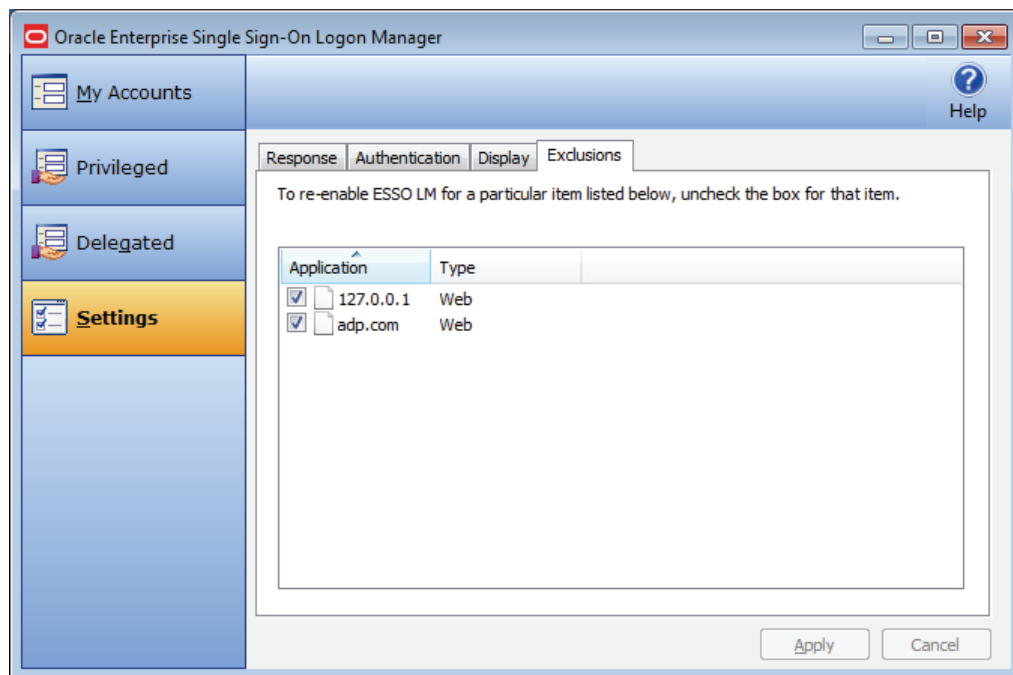 Oracle Enterprise Single Sign-On Logon Manager
My Accounts
Help
Privileged
Response Authentication Display Exclusions
To re-enable ESSO LM for a particular item listed below, uncheck the box for that item.
Delegated
Application Type
127.0.0.1 Web
Settings
adp.com Web
Apply Cancel